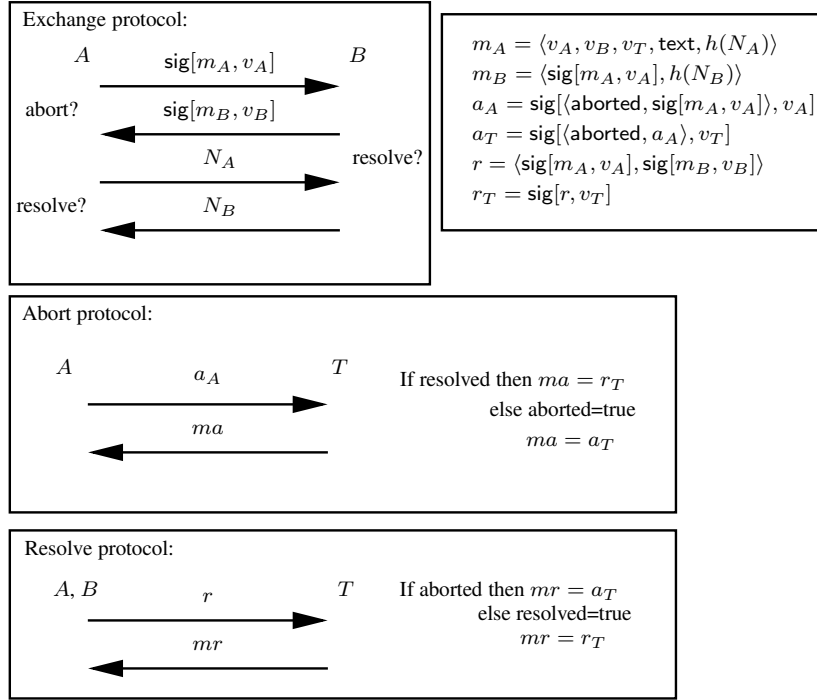 Exchange protocol:
A B
sig[m_A, v_A]
abort?
sig[m_B, v_B]
N_A
resolve?
resolve?
N_B
m_A = ⟨v_A, v_B, v_T, text, h(N_A)⟩
m_B = ⟨sig[m_A, v_A], h(N_B)⟩
a_A = sig[⟨aborted, sig[m_A, v_A]⟩, v_A]
a_T = sig[⟨aborted, a_A⟩, v_T]
r = ⟨sig[m_A, v_A], sig[m_B, v_B]⟩
r_T = sig[r, v_T]
Abort protocol:
A a_A T
ma
If resolved then ma = r_T
else aborted=true
ma = a_T
Resolve protocol:
A, B r T
mr
If aborted then mr = a_T
else resolved=true
mr = r_T